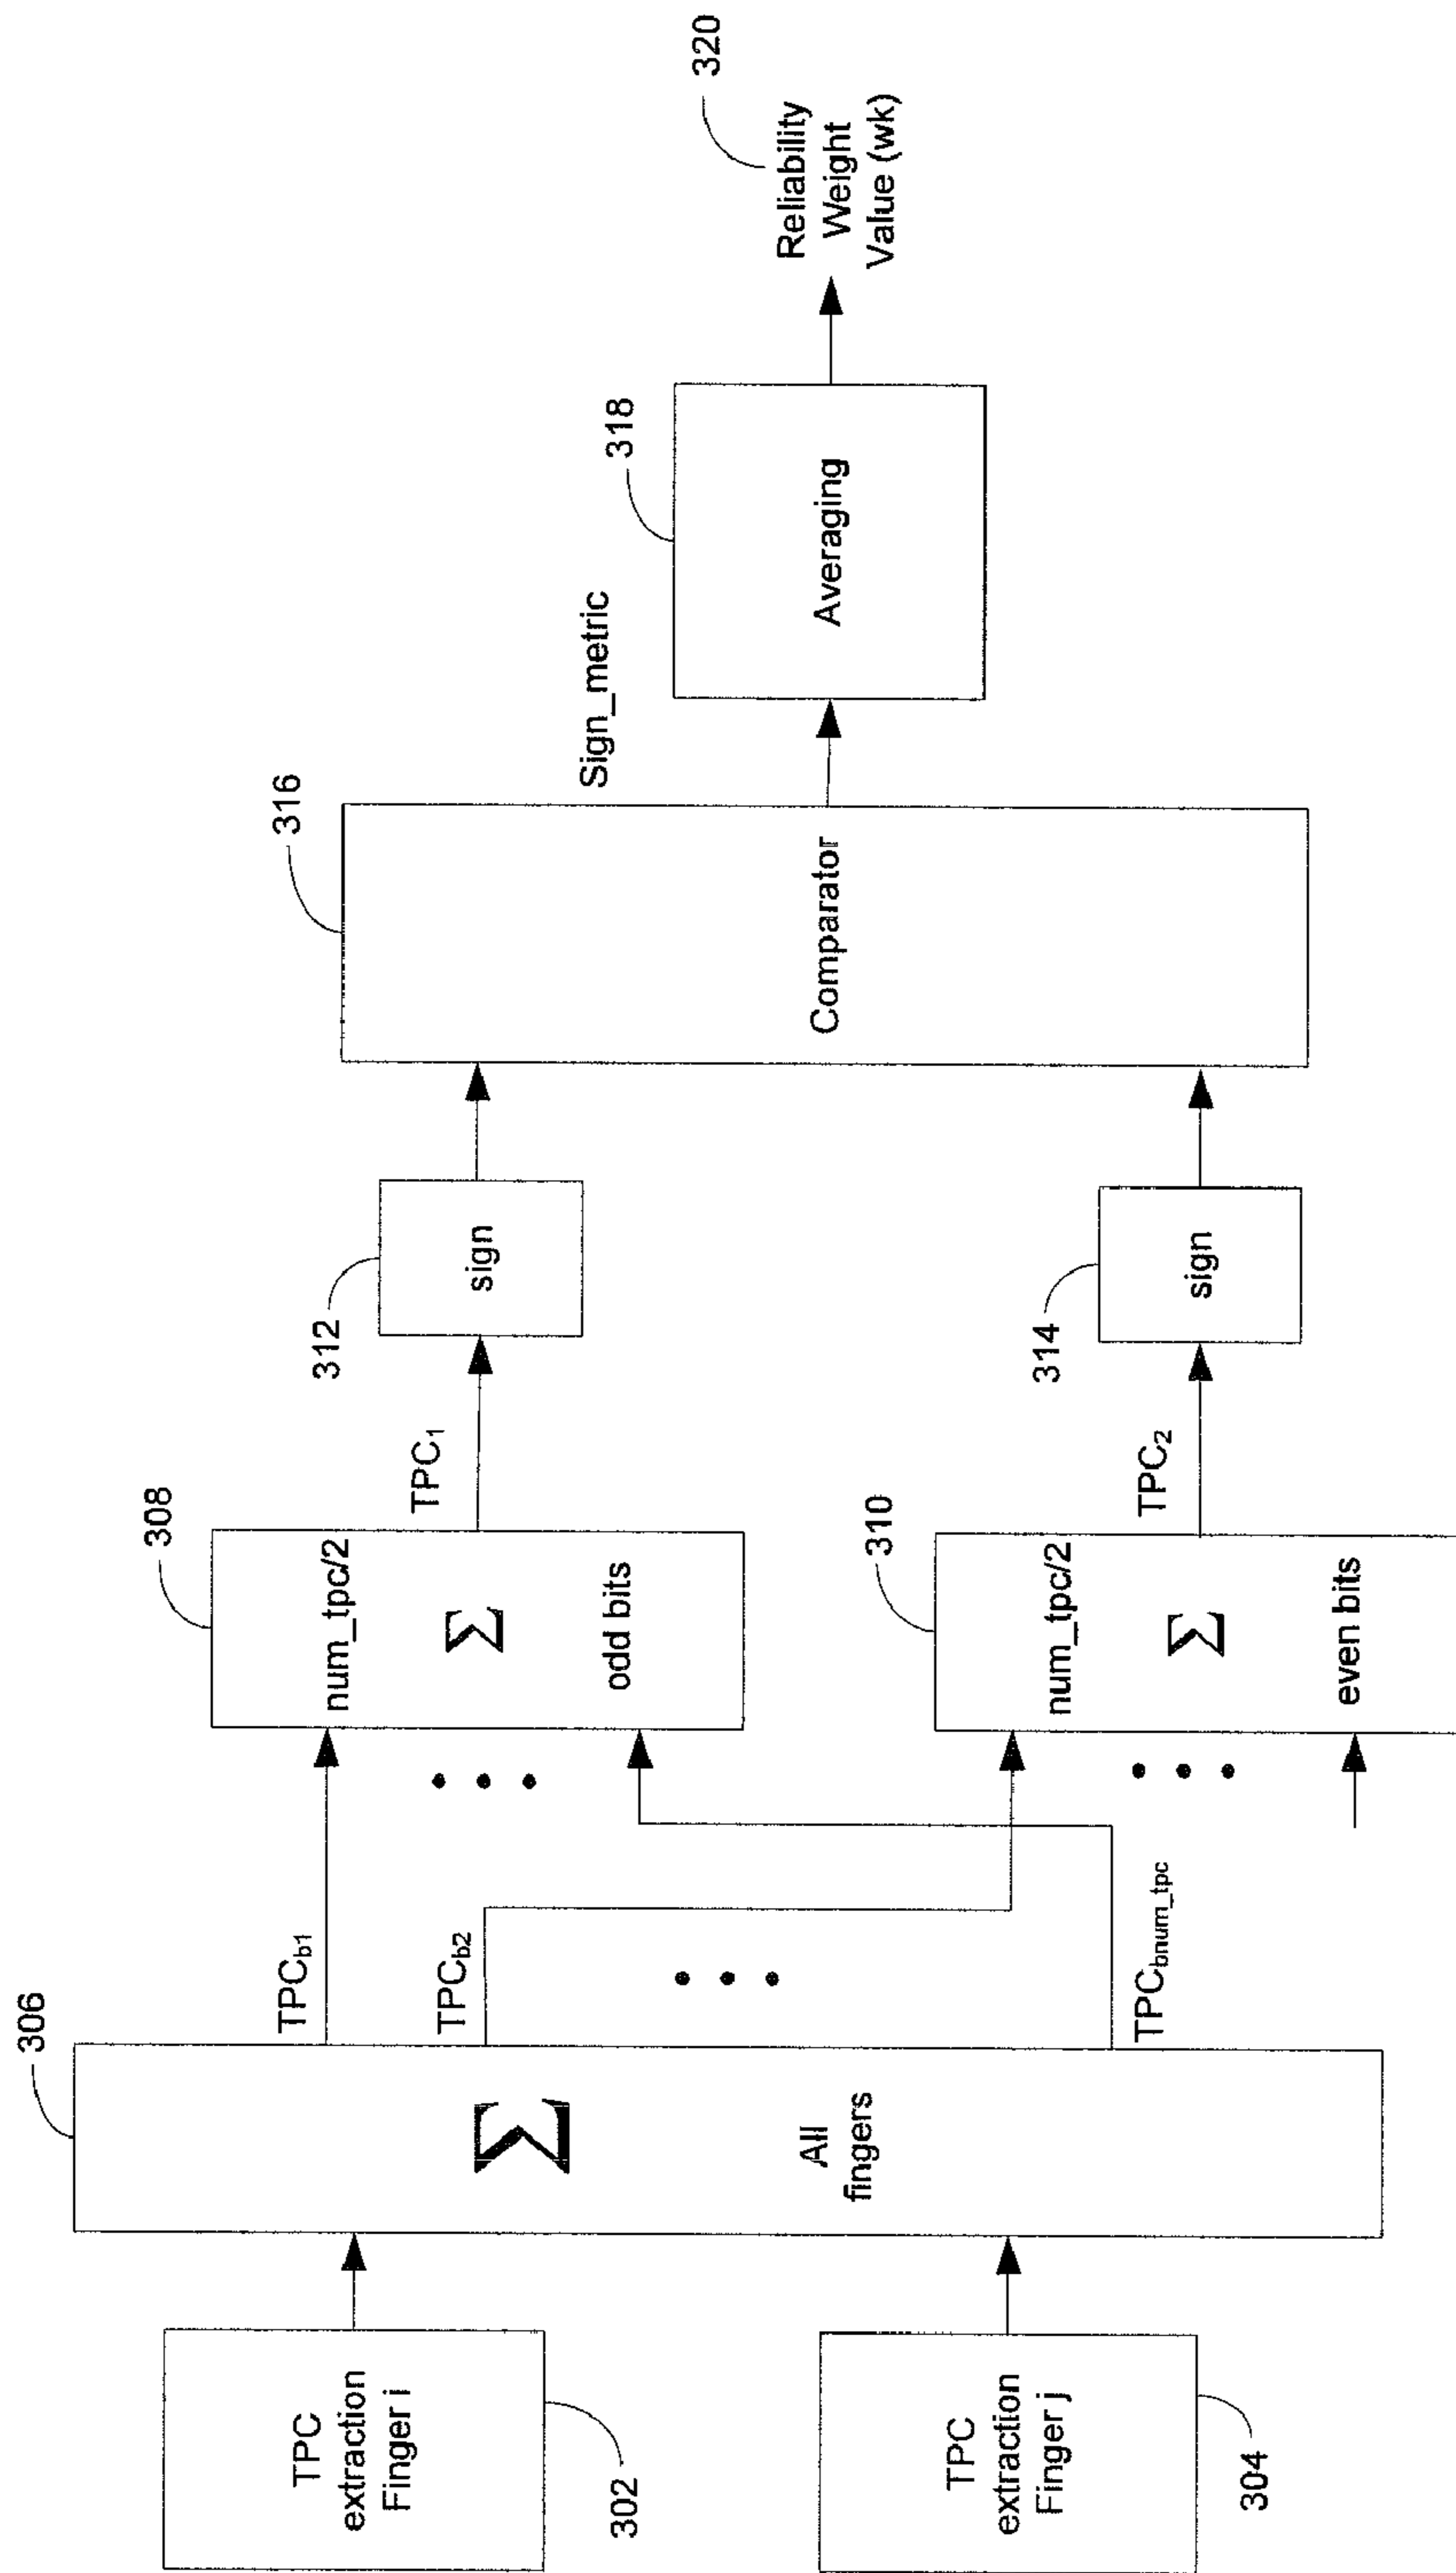 TPC
extraction
Finger i
302
TPC
extraction
Finger j
304
306
Σ
All
fingers
TPCb1
TPCb2
TPCbnum_tpc
308
num_tpc/2
Σ
odd bits
310
num_tpc/2
Σ
even bits
TPC1
TPC2
312
sign
314
sign
316
Comparator
Sign_metric
318
Averaging
320
Reliability
Weight
Value (wk)